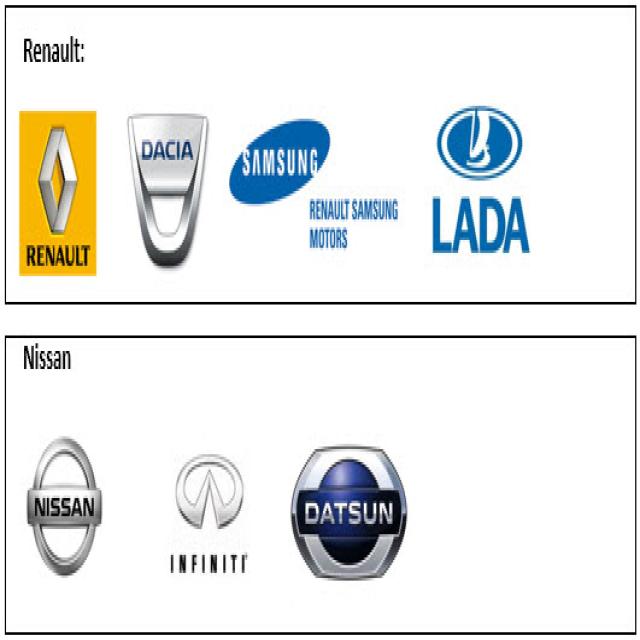 Renault:
RENAULT
DACIA
SAMSUNG
RENAULT SAMSUNG
MOTORS
LADA
Nissan
NISSAN
INFINITI
DATSUN